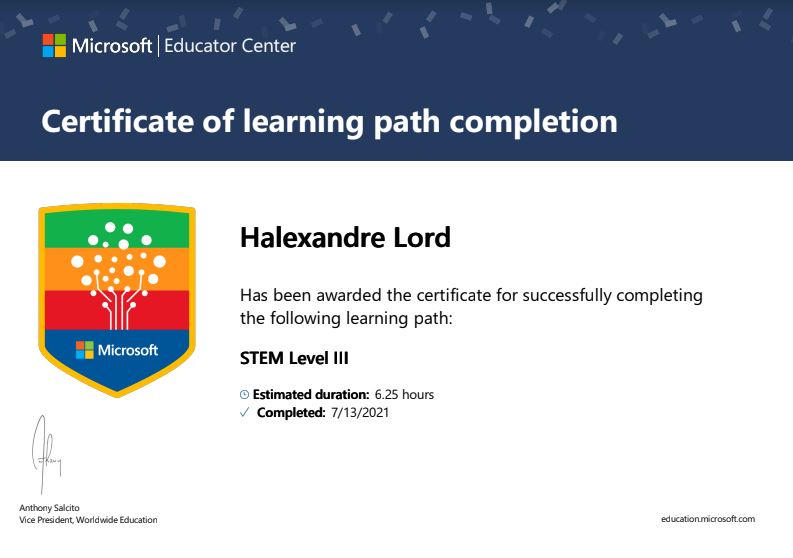 Microsoft | Educator Center
Certificate of learning path completion
Halexandre Lord
Has been awarded the certificate for successfully completing
the following learning path:
STEM Level III
Estimated duration: 6.25 hours
Completed: 7/13/2021
Microsoft
Anthony Salcito
Vice President, Worldwide Education
education.microsoft.com